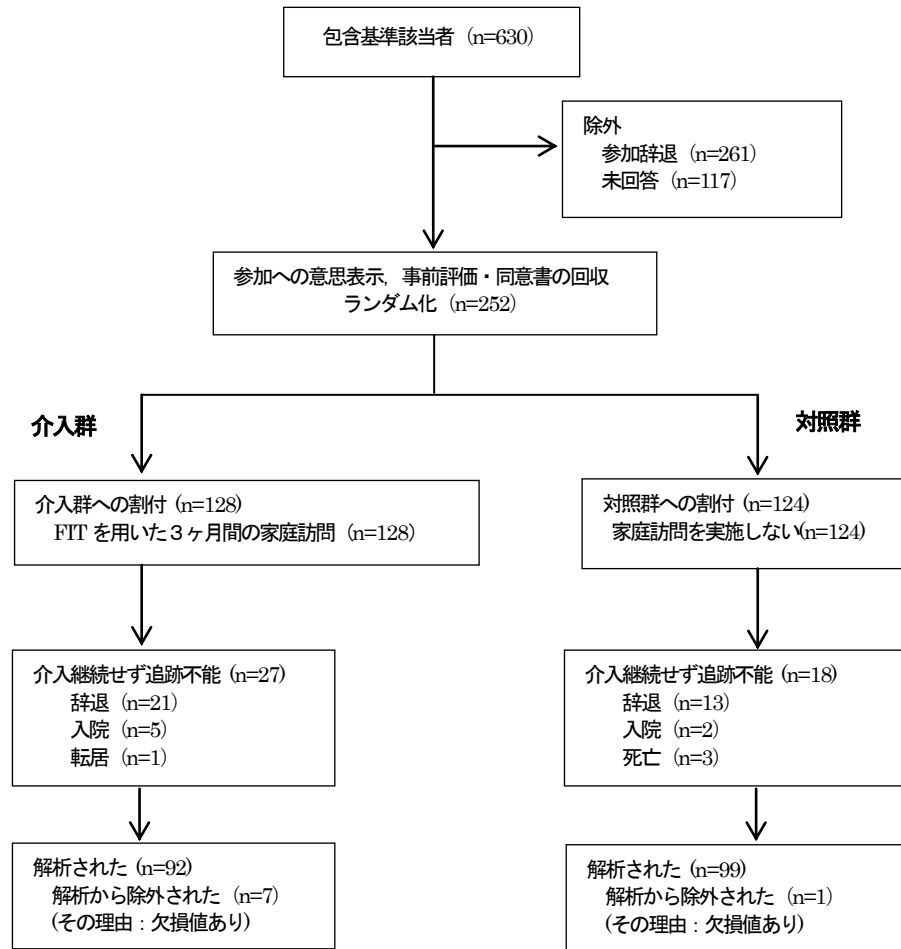 包含基準該当者 (n=630)
除外
参加辞退 (n=261)
未回答 (n=117)
参加への意思表示, 事前評価・同意書の回収
ランダム化 (n=252)
介入群
対照群
介入群への割付 (n=128)
FIT を用いた３ヶ月間の家庭訪問 (n=128)
対照群への割付 (n=124)
家庭訪問を実施しない(n=124)
介入継続せず追跡不能 (n=27)
辞退 (n=21)
入院 (n=5)
転居 (n=1)
介入継続せず追跡不能 (n=18)
辞退 (n=13)
入院 (n=2)
死亡 (n=3)
解析された (n=92)
解析から除外された (n=7)
(その理由：欠損値あり)
解析された (n=99)
解析から除外された (n=1)
(その理由：欠損値あり)